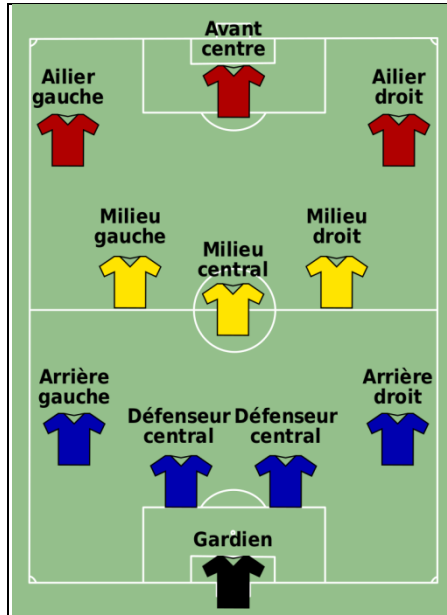 Avant
centre
Ailier
gauche
Ailier
droit
Milieu
gauche
Milieu
central
Milieu
droit
Arrière
gauche
Défenseur
central
Défenseur
central
Arrière
droit
Gardien